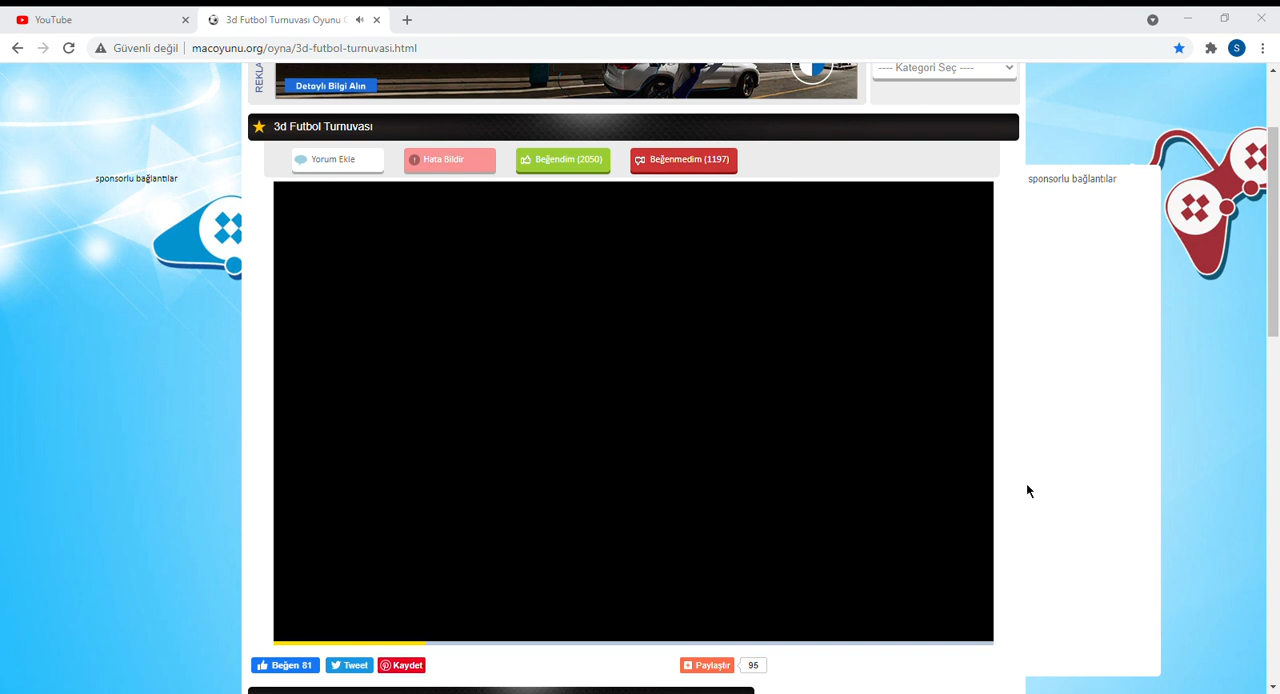 YouTube
3d Futbol Turnuvası Oyunu
Güvenli değil
macoyunu.org/oyna/3d-futbol-turnuvasi.html
S
REKLA
Detaylı Bilgi Alın
---- Kategori Seç ----
3d Futbol Turnuvası
Yorum Ekle
Hata Bildir
Beğendim (2050)
Beğenmedim (1197)
sponsorlu bağlantılar
sponsorlu bağlantılar
Beğen 81
Tweet
Kaydet
Paylaştır
95